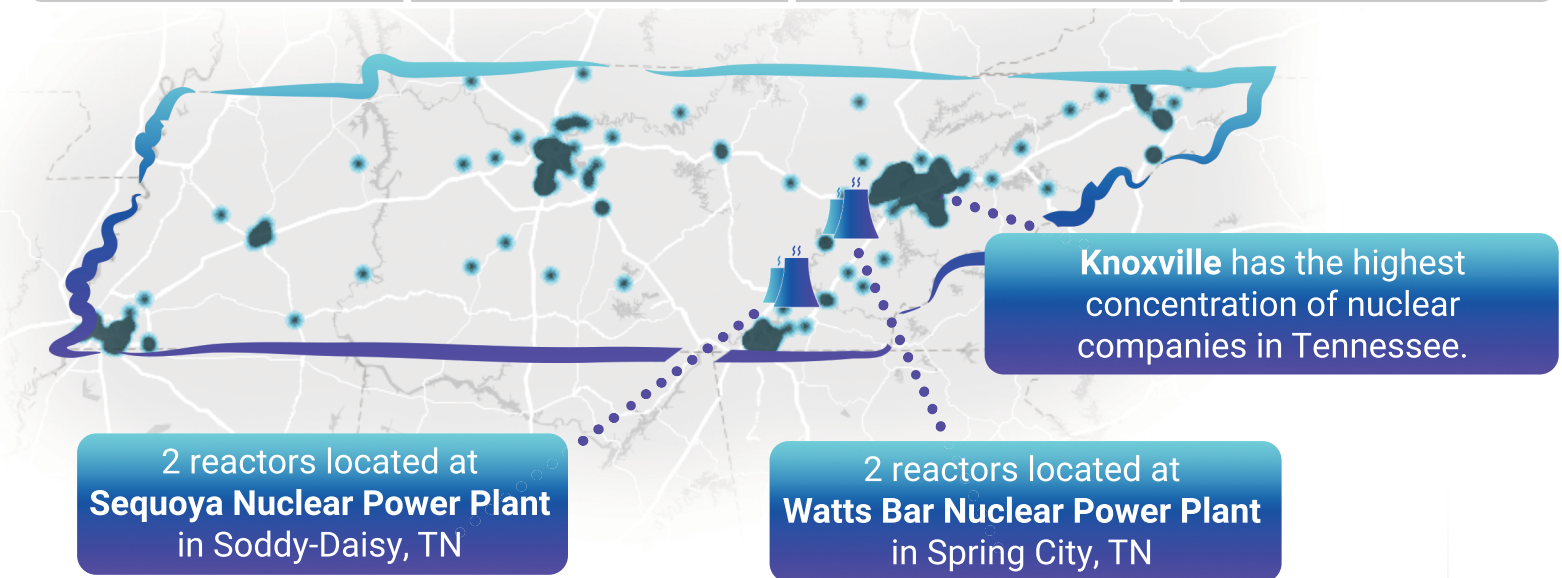 Knoxville has the highest
concentration of nuclear
companies in Tennessee.
2 reactors located at
Sequoya Nuclear Power Plant
in Soddy-Daisy, TN
2 reactors located at
Watts Bar Nuclear Power Plant
in Spring City, TN